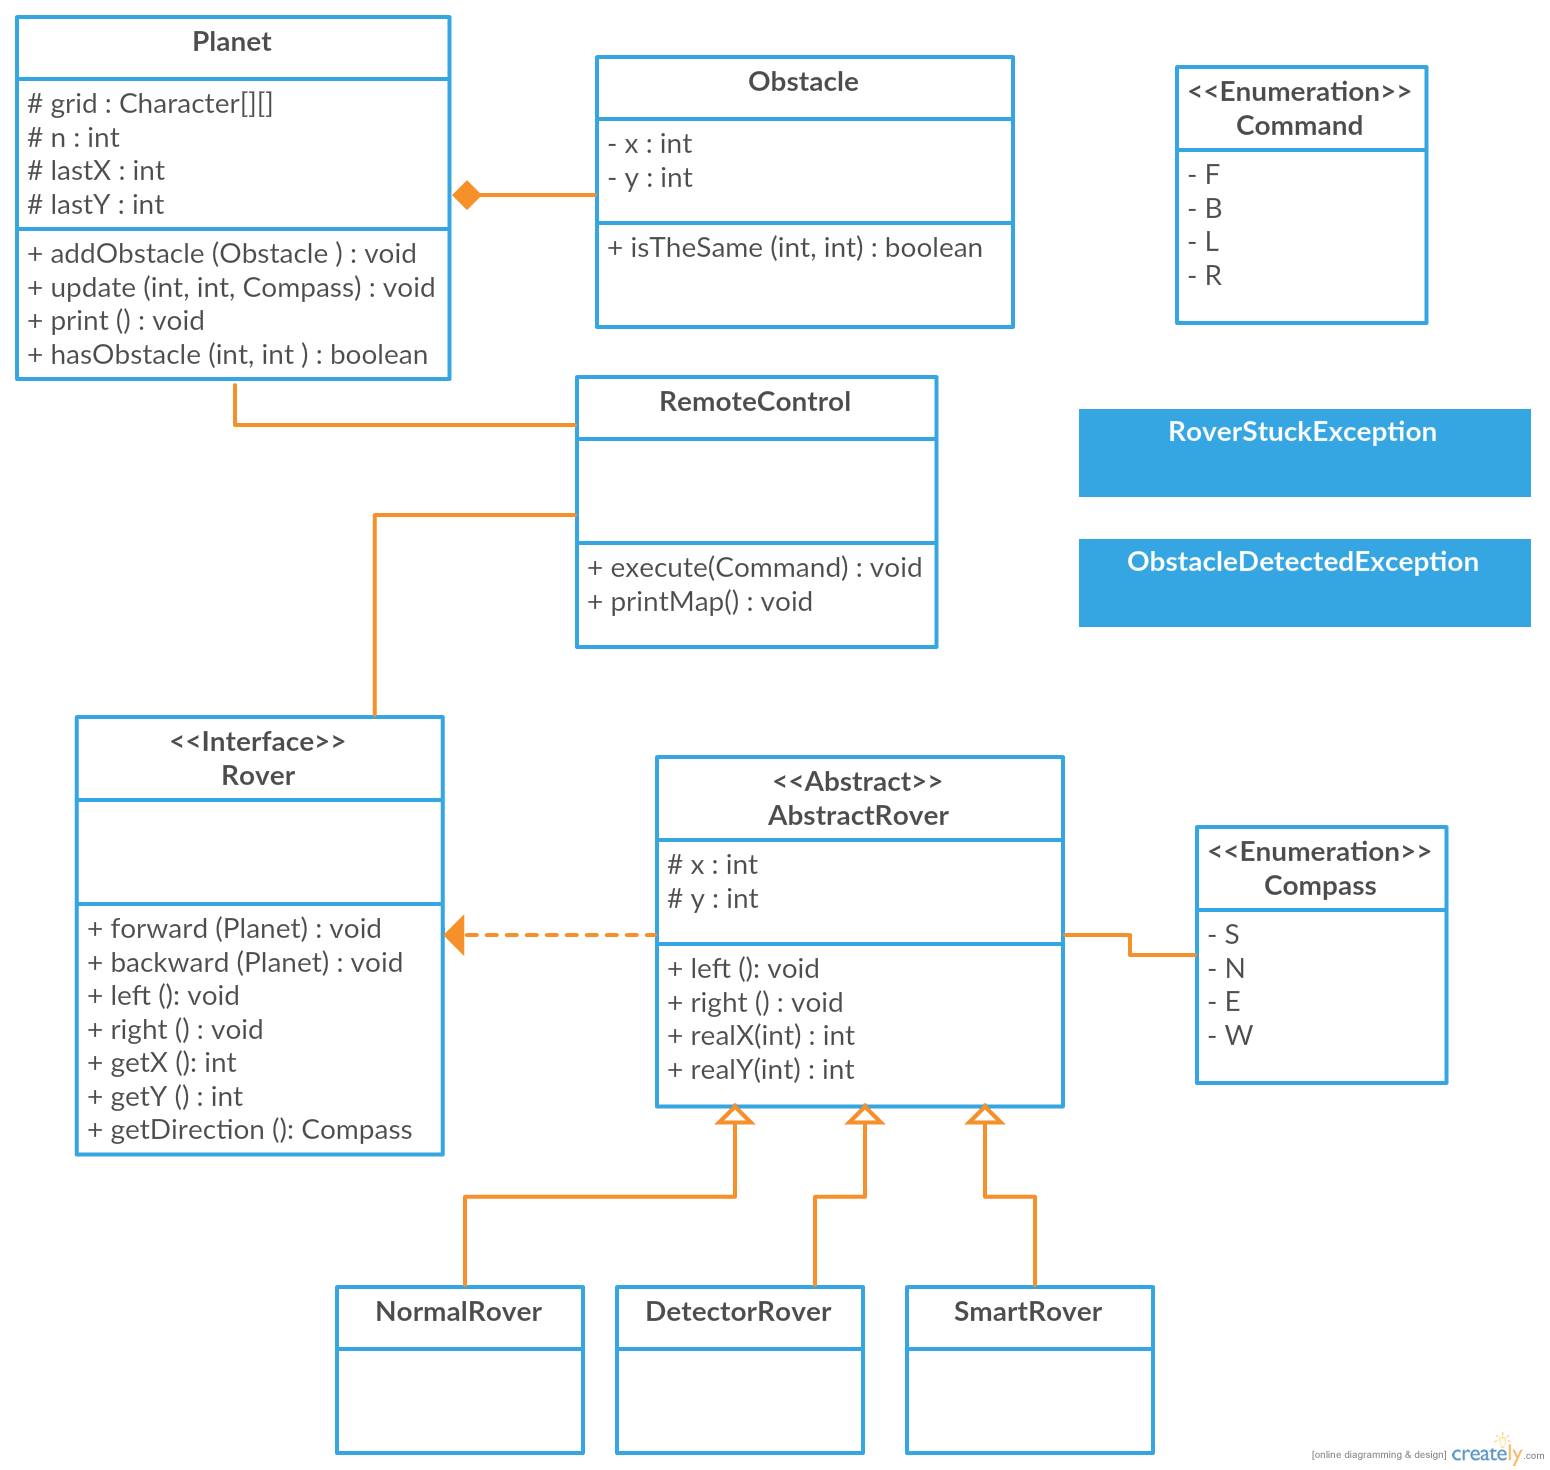 Planet
# grid : Character[][]
# n : int
# lastX : int
# lastY : int
+ addObstacle (Obstacle ) : void
+ update (int, int, Compass) : void
+ print () : void
+ hasObstacle (int, int ) : boolean
Obstacle
- x : int
- y : int
+ isTheSame (int, int) : boolean
<<Enumeration>>
Command
- F
- B
- L
- R
RemoteControl
+ execute(Command) : void
+ printMap() : void
RoverStuckException
ObstacleDetectedException
<<Interface>>
Rover
+ forward (Planet) : void
+ backward (Planet) : void
+ left (): void
+ right () : void
+ getX (): int
+ getY () : int
+ getDirection (): Compass
<<Abstract>>
AbstractRover
# x : int
# y : int
+ left (): void
+ right () : void
+ realX(int) : int
+ realY(int) : int
<<Enumeration>>
Compass
- S
- N
- E
- W
NormalRover
DetectorRover
SmartRover
[online diagramming & design] creately.com